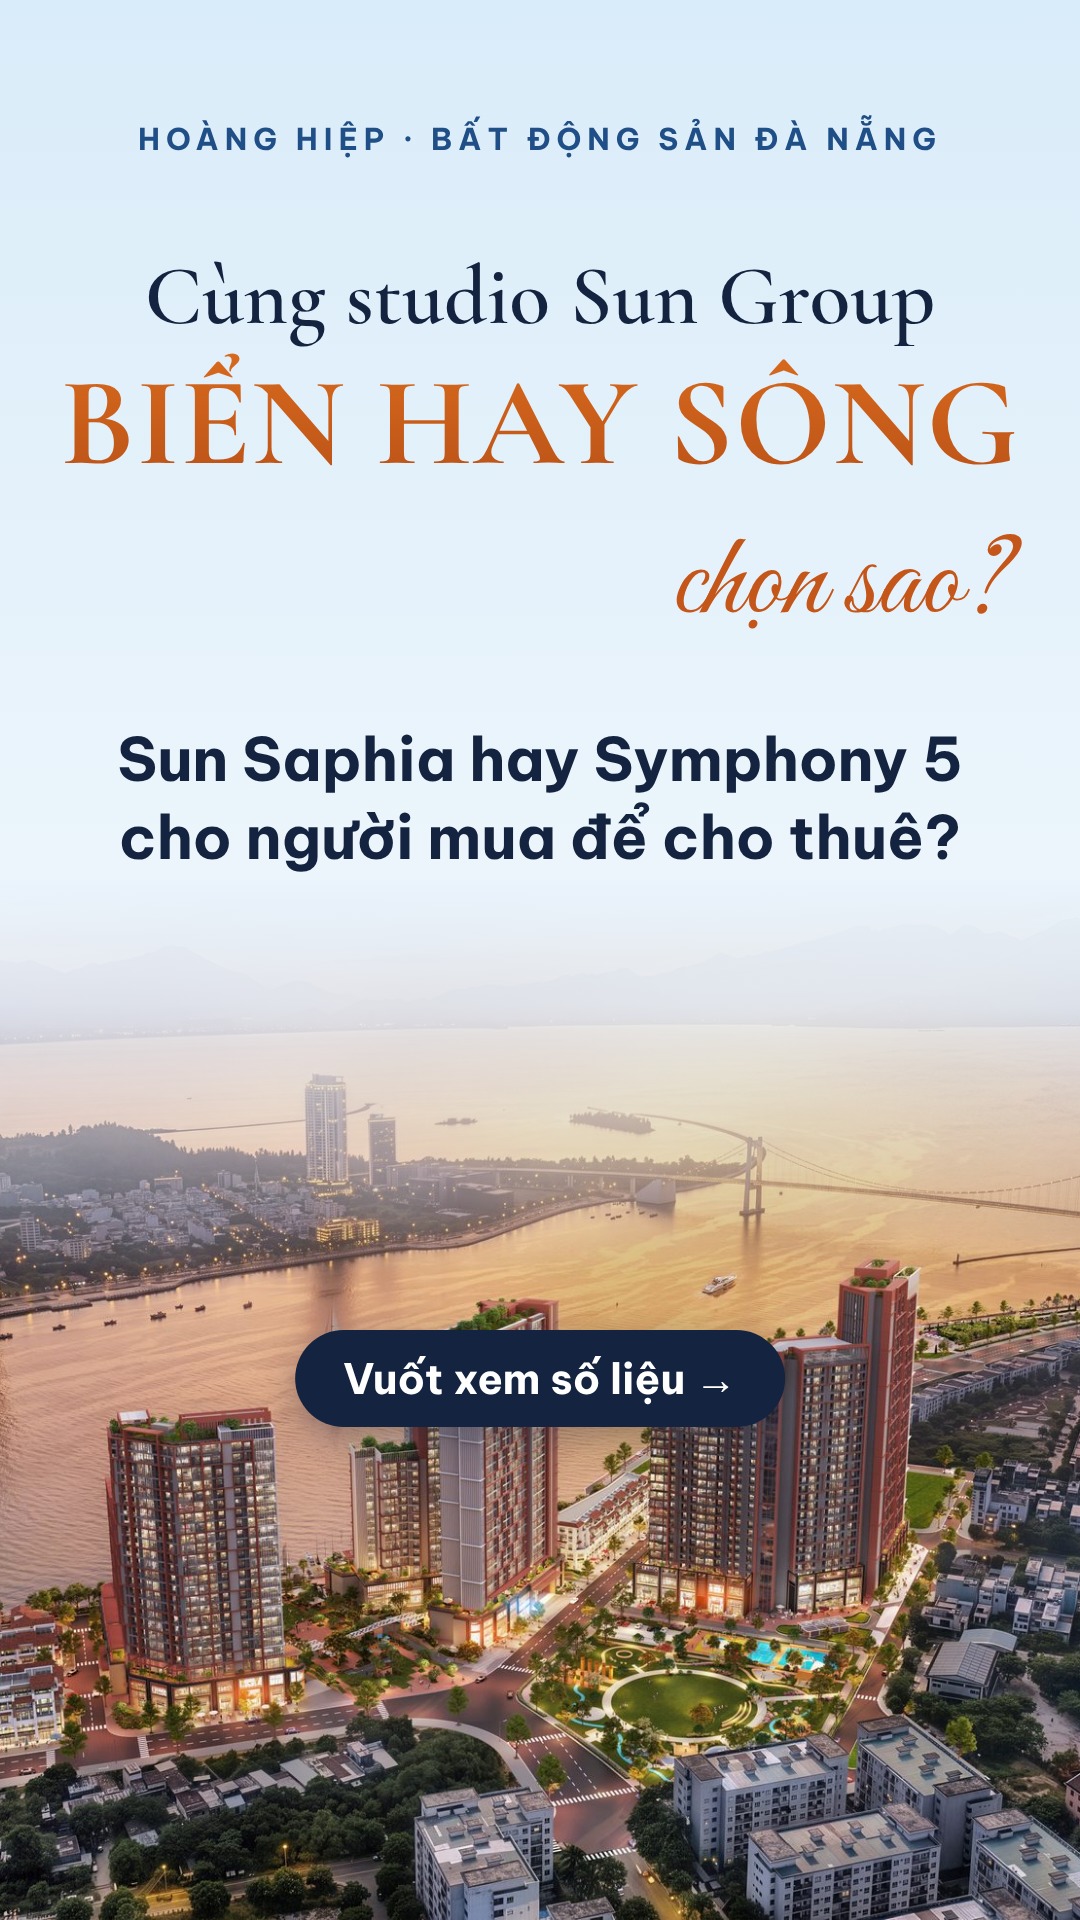 HOÀNG HIỆP · BẤT ĐỘNG SẢN ĐÀ NẴNG
Cùng studio Sun Group
BIỂN HAY SÔNG
chọn sao?
Sun Saphia hay Symphony 5
cho người mua để cho thuê?
Vuốt xem số liệu →